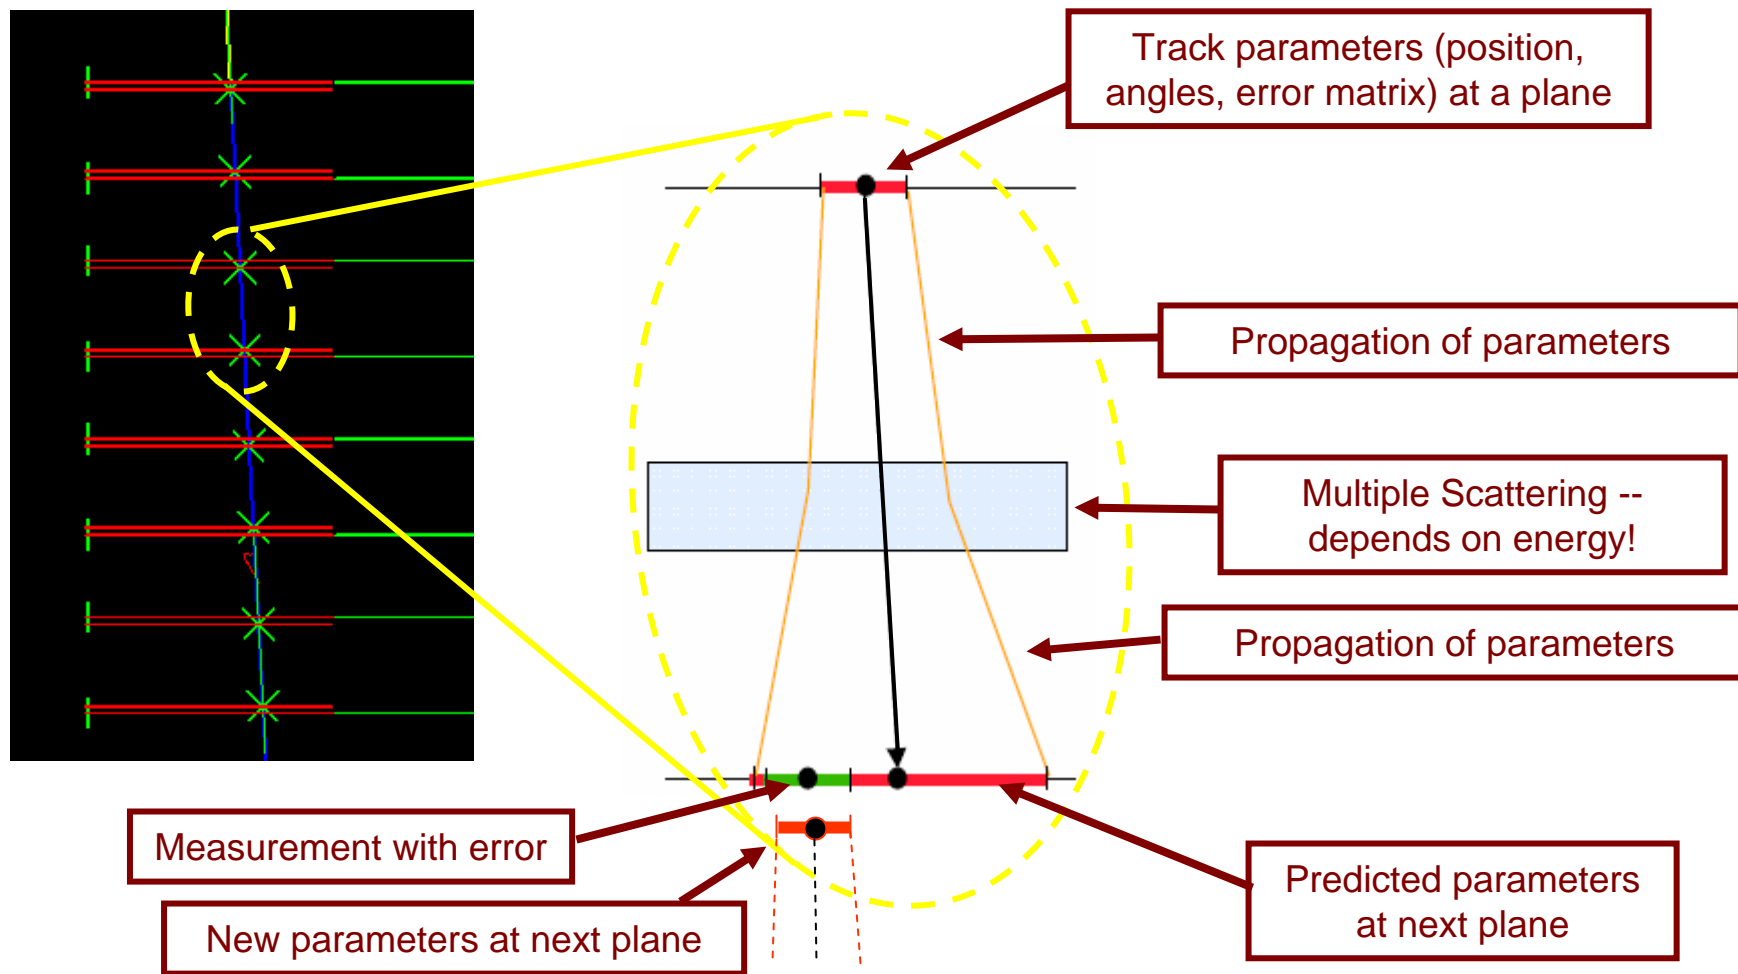 Track parameters (position,
angles, error matrix) at a plane
Propagation of parameters
Multiple Scattering --
depends on energy!
Propagation of parameters
Measurement with error
Predicted parameters
at next plane
New parameters at next plane